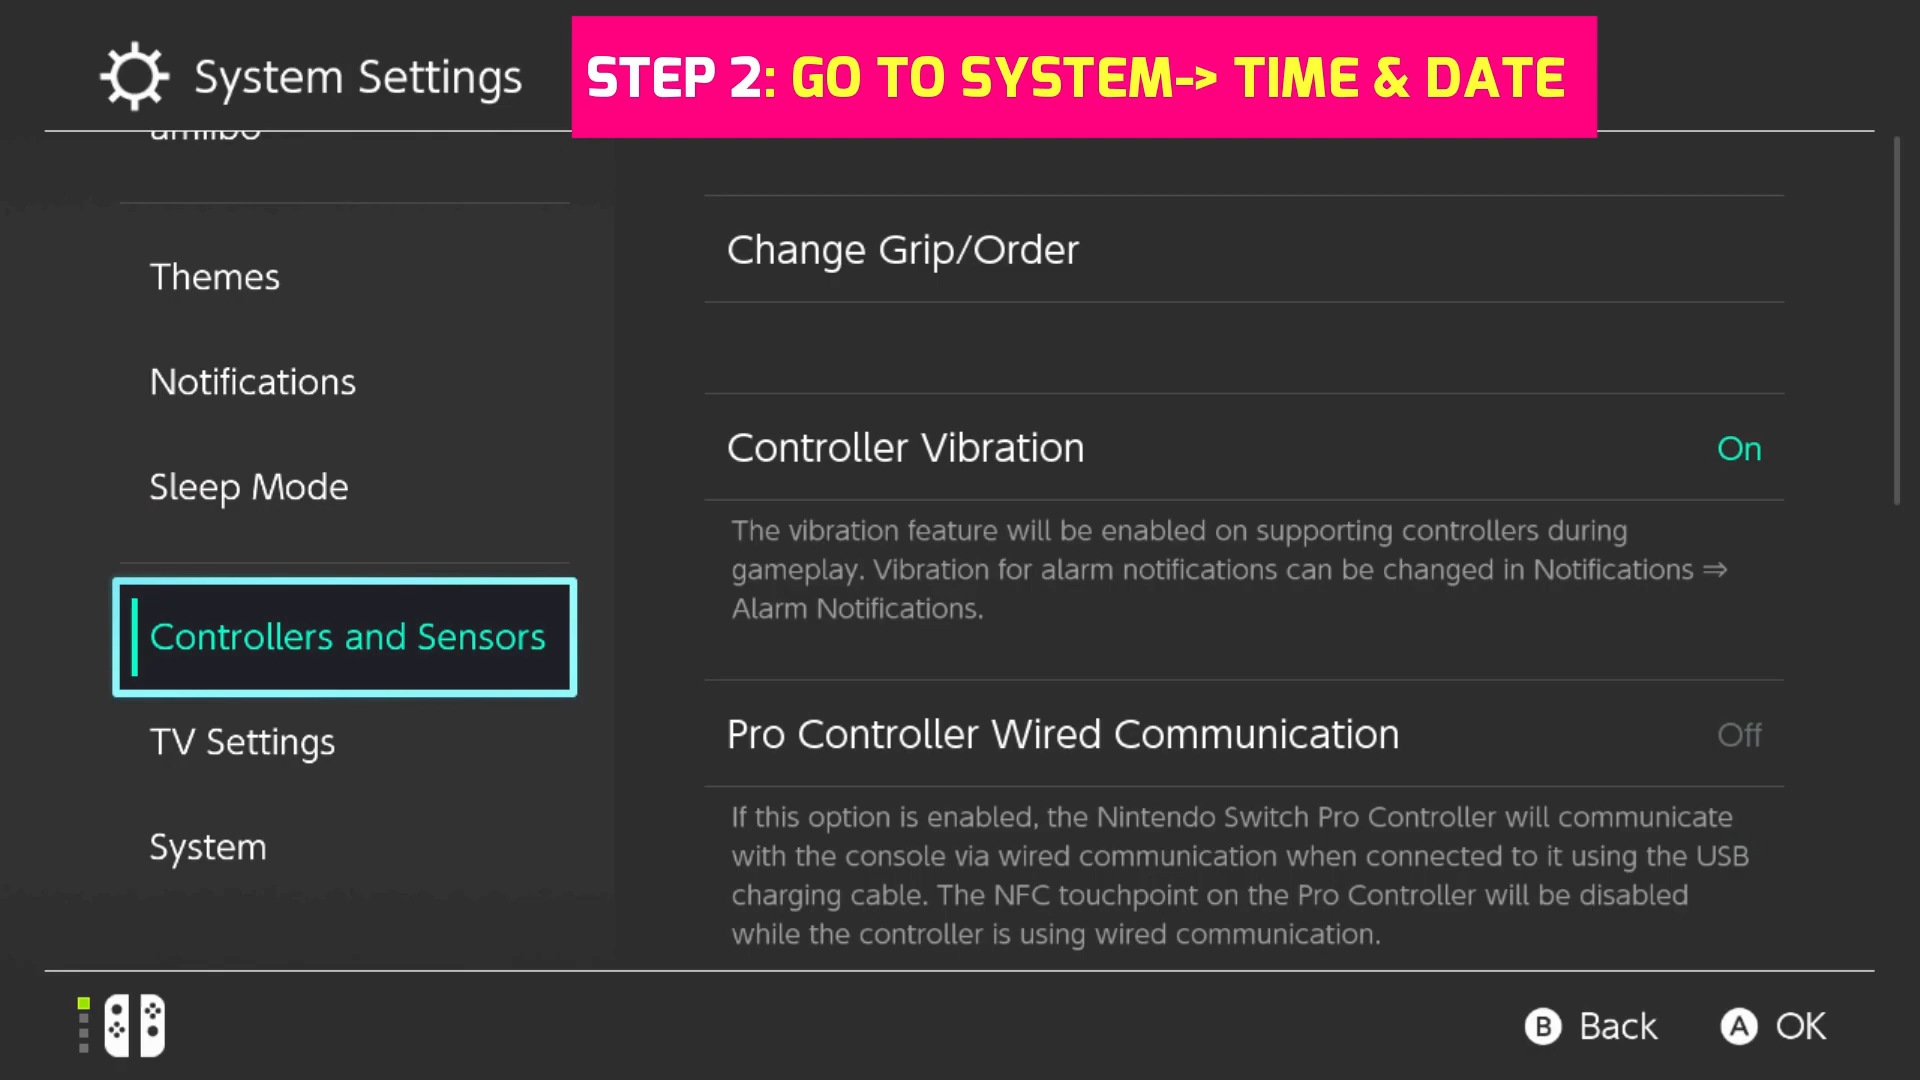 System Settings
STEP 2: GO TO SYSTEM-> TIME & DATE
amiibo
Themes
Notifications
Sleep Mode
Controllers and Sensors
TV Settings
System
Change Grip/Order
Controller Vibration On
The vibration feature will be enabled on supporting controllers during
gameplay. Vibration for alarm notifications can be changed in Notifications ⇒
Alarm Notifications.
Pro Controller Wired Communication Off
If this option is enabled, the Nintendo Switch Pro Controller will communicate
with the console via wired communication when connected to it using the USB
charging cable. The NFC touchpoint on the Pro Controller will be disabled
while the controller is using wired communication.
B Back A OK